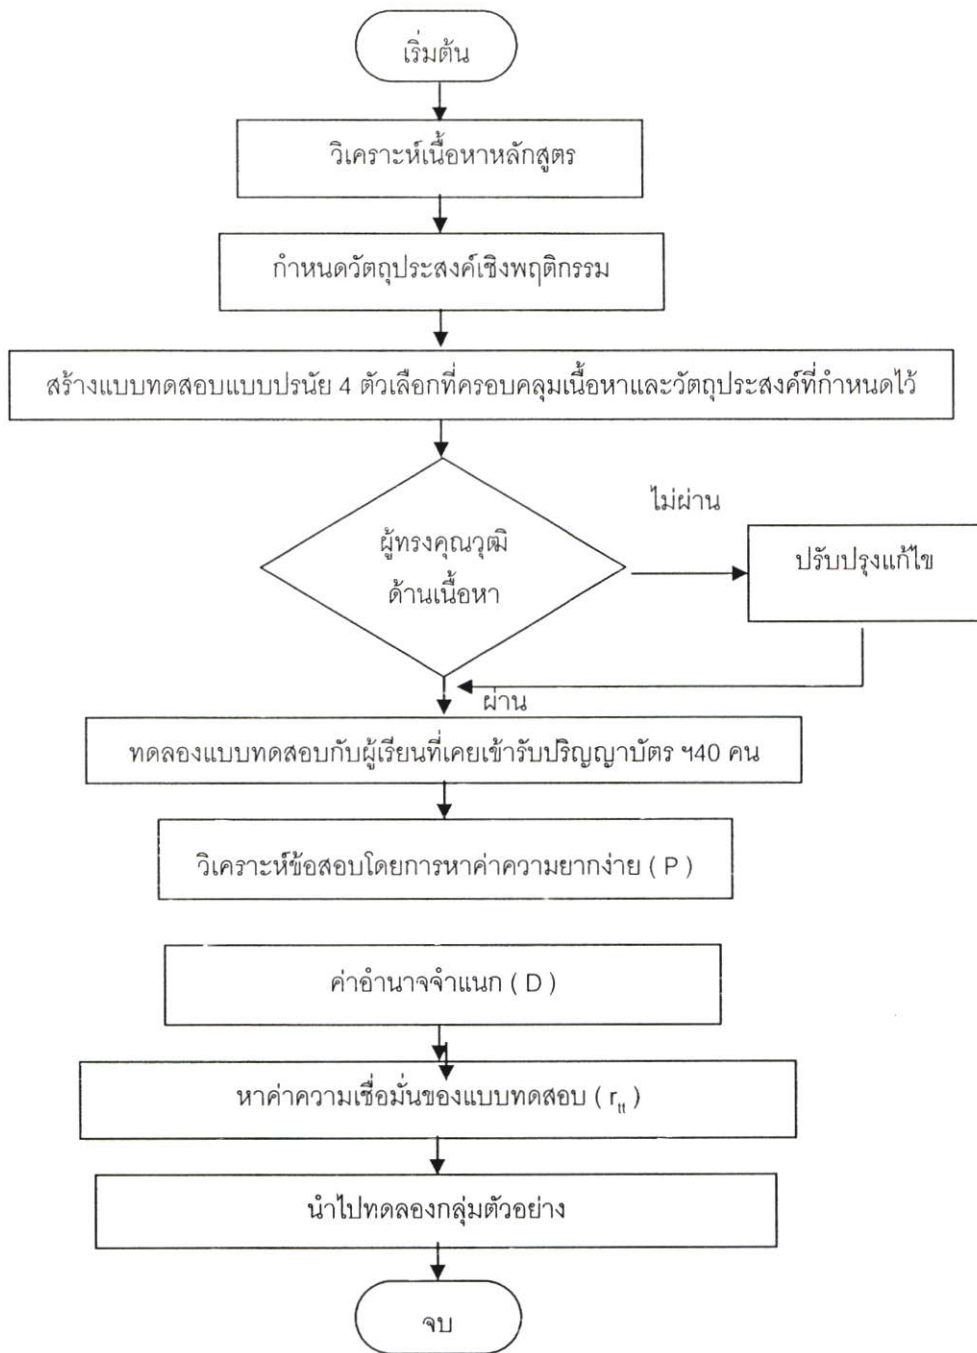 เริ่มต้น
วิเคราะห์เนื้อหาหลักสูตร
กำหนดวัตถุประสงค์เชิงพฤติกรรม
สร้างแบบทดสอบแบบปรนัย 4 ตัวเลือกที่ครอบคลุมเนื้อหาและวัตถุประสงค์ที่กำหนดไว้
ไม่ผ่าน
ผู้ทรงคุณวุฒิ
ด้านเนื้อหา
ปรับปรุงแก้ไข
ผ่าน
ทดลองแบบทดสอบกับผู้เรียนที่เคยเข้ารับปริญญาบัตร ฯ40 คน
วิเคราะห์ข้อสอบโดยการหาค่าความยากง่าย ( P )
ค่าอำนาจจำแนก ( D )
หาค่าความเชื่อมั่นของแบบทดสอบ ( r_tt )
นำไปทดลองกลุ่มตัวอย่าง
จบ